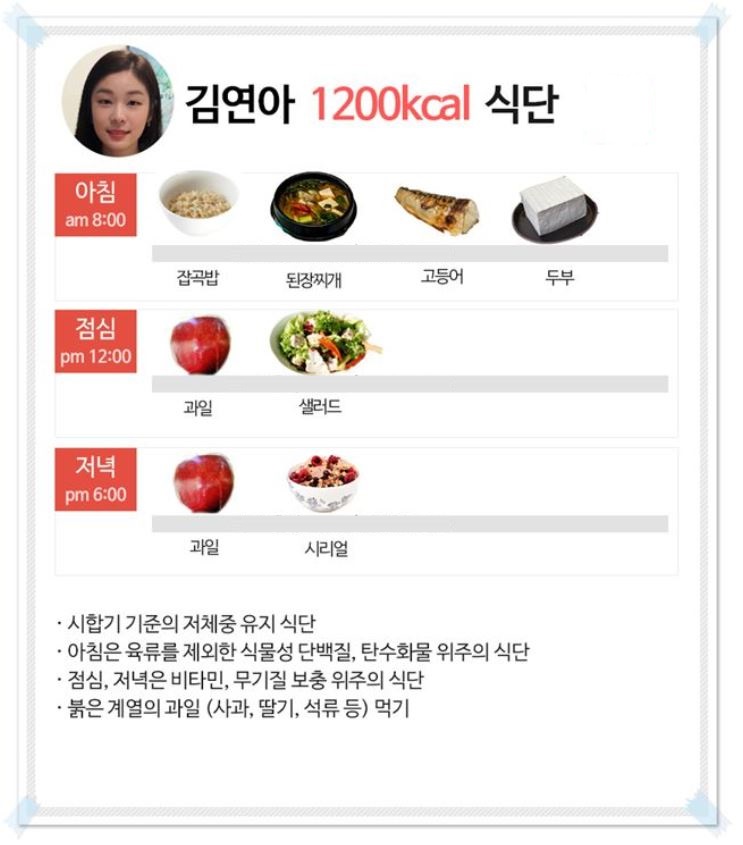 김연아 1200kcal 식단
아침
am 8:00
잡곡밥 된장찌개 고등어 두부
점심
pm 12:00
과일 샐러드
저녁
pm 6:00
과일 시리얼
· 시합기 기준의 저체중 유지 식단
· 아침은 육류를 제외한 식물성 단백질, 탄수화물 위주의 식단
· 점심, 저녁은 비타민, 무기질 보충 위주의 식단
· 붉은 계열의 과일 (사과, 딸기, 석류 등) 먹기